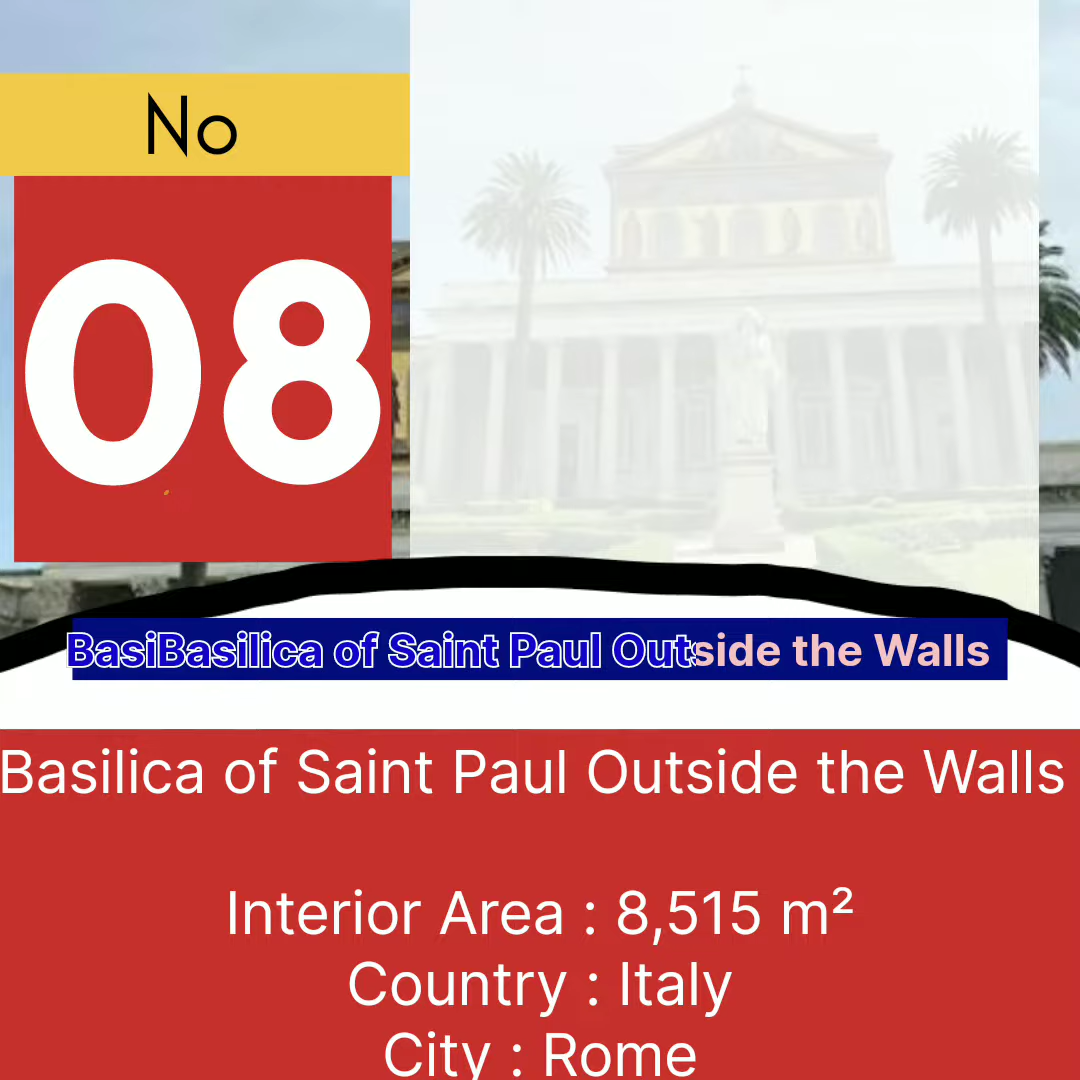 No
08
BasiBasilica of Saint Paul Outside the Walls
Basilica of Saint Paul Outside the Walls
Interior Area : 8,515 m²
Country : Italy
City : Rome